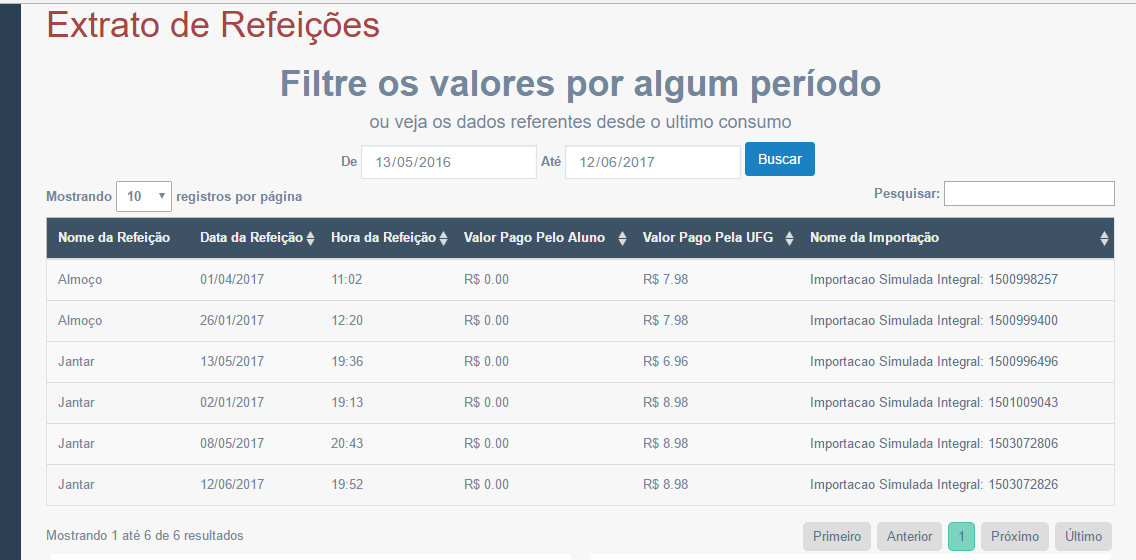 Extrato de Refeições
Filtre os valores por algum período
ou veja os dados referentes desde o ultimo consumo
De 13/05/2016 Até 12/06/2017 Buscar
Mostrando 10 registros por página Pesquisar:
Nome da Refeição Data da Refeição Hora da Refeição Valor Pago Pelo Aluno Valor Pago Pela UFG Nome da Importação
Almoço 01/04/2017 11:02 R$ 0.00 R$ 7.98 Importacao Simulada Integral: 1500998257
Almoço 26/01/2017 12:20 R$ 0.00 R$ 7.98 Importacao Simulada Integral: 1500999400
Jantar 13/05/2017 19:36 R$ 0.00 R$ 6.96 Importacao Simulada Integral: 1500996496
Jantar 02/01/2017 19:13 R$ 0.00 R$ 8.98 Importacao Simulada Integral: 1501009043
Jantar 08/05/2017 20:43 R$ 0.00 R$ 8.98 Importacao Simulada Integral: 1503072806
Jantar 12/06/2017 19:52 R$ 0.00 R$ 8.98 Importacao Simulada Integral: 1503072826
Mostrando 1 até 6 de 6 resultados Primeiro Anterior 1 Próximo Último